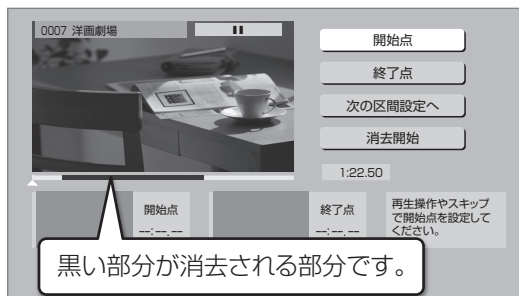 0007 洋画劇場
開始点
終了点
次の区間設定へ
消去開始
1:22.50
開始点
--:--.--
終了点
--:--.--
再生操作やスキップ
で開始点を設定して
ください。
黒い部分が消去される部分です。